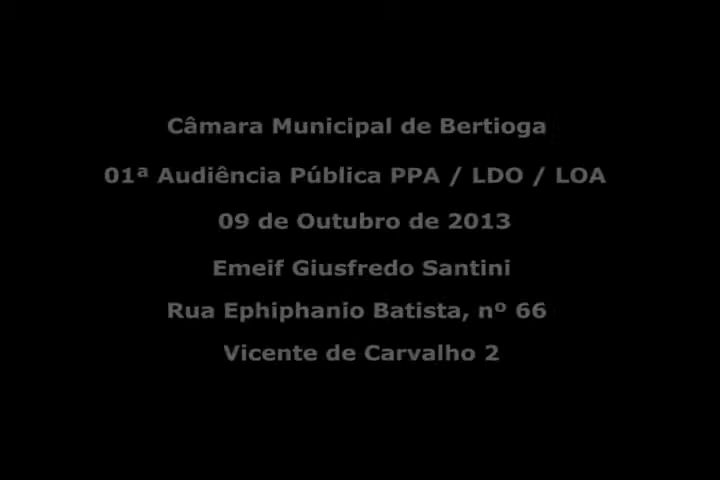 Câmara Municipal de Bertioga
01ª Audiência Pública PPA / LDO / LOA
09 de Outubro de 2013
Emeif Giusfredo Santini
Rua Ephiphanio Batista, nº 66
Vicente de Carvalho 2